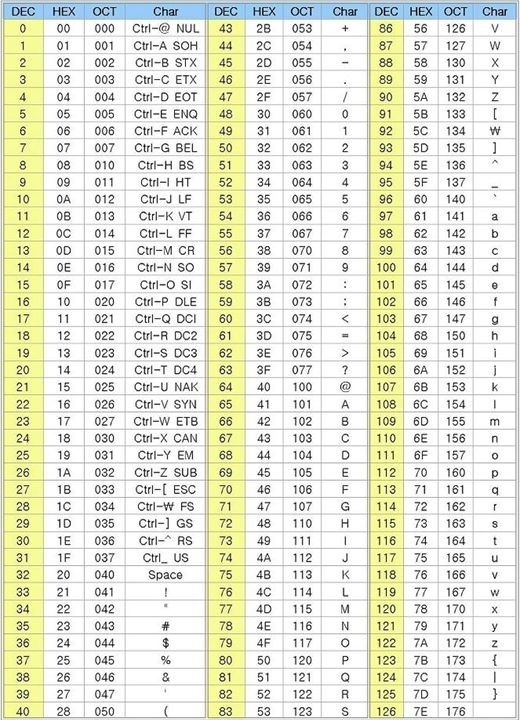 DEC HEX OCT Char DEC HEX OCT Char DEC HEX OCT Char
0 00 000 Ctrl-@ NUL 43 2B 053 + 86 56 126 V
1 01 001 Ctrl-A SOH 44 2C 054 , 87 57 127 W
2 02 002 Ctrl-B STX 45 2D 055 - 88 58 130 X
3 03 003 Ctrl-C ETX 46 2E 056 . 89 59 131 Y
4 04 004 Ctrl-D EOT 47 2F 057 / 90 5A 132 Z
5 05 005 Ctrl-E ENQ 48 30 060 0 91 5B 133 [
6 06 006 Ctrl-F ACK 49 31 061 1 92 5C 134 ₩
7 07 007 Ctrl-G BEL 50 32 062 2 93 5D 135 ]
8 08 010 Ctrl-H BS 51 33 063 3 94 5E 136 ^
9 09 011 Ctrl-I HT 52 34 064 4 95 5F 137 _
10 0A 012 Ctrl-J LF 53 35 065 5 96 60 140 `
11 0B 013 Ctrl-K VT 54 36 066 6 97 61 141 a
12 0C 014 Ctrl-L FF 55 37 067 7 98 62 142 b
13 0D 015 Ctrl-M CR 56 38 070 8 99 63 143 c
14 0E 016 Ctrl-N SO 57 39 071 9 100 64 144 d
15 0F 017 Ctrl-O SI 58 3A 072 : 101 65 145 e
16 10 020 Ctrl-P DLE 59 3B 073 ; 102 66 146 f
17 11 021 Ctrl-Q DCI 60 3C 074 < 103 67 147 g
18 12 022 Ctrl-R DC2 61 3D 075 = 104 68 150 h
19 13 023 Ctrl-S DC3 62 3E 076 > 105 69 151 i
20 14 024 Ctrl-T DC4 63 3F 077 ? 106 6A 152 j
21 15 025 Ctrl-U NAK 64 40 100 @ 107 6B 153 k
22 16 026 Ctrl-V SYN 65 41 101 A 108 6C 154 l
23 17 027 Ctrl-W ETB 66 42 102 B 109 6D 155 m
24 18 030 Ctrl-X CAN 67 43 103 C 110 6E 156 n
25 19 031 Ctrl-Y EM 68 44 104 D 111 6F 157 o
26 1A 032 Ctrl-Z SUB 69 45 105 E 112 70 160 p
27 1B 033 Ctrl-[ ESC 70 46 106 F 113 71 161 q
28 1C 034 Ctrl-₩ FS 71 47 107 G 114 72 162 r
29 1D 035 Ctrl-] GS 72 48 110 H 115 73 163 s
30 1E 036 Ctrl-^ RS 73 49 111 I 116 74 164 t
31 1F 037 Ctrl_ US 74 4A 112 J 117 75 165 u
32 20 040 Space 75 4B 113 K 118 76 166 v
33 21 041 ! 76 4C 114 L 119 77 167 w
34 22 042 " 77 4D 115 M 120 78 170 x
35 23 043 # 78 4E 116 N 121 79 171 y
36 24 044 $ 79 4F 117 O 122 7A 172 z
37 25 045 % 80 50 120 P 123 7B 173 {
38 26 046 & 81 51 121 Q 124 7C 174 |
39 27 047 ' 82 52 122 R 125 7D 175 }
40 28 050 ( 83 53 123 S 126 7E 176